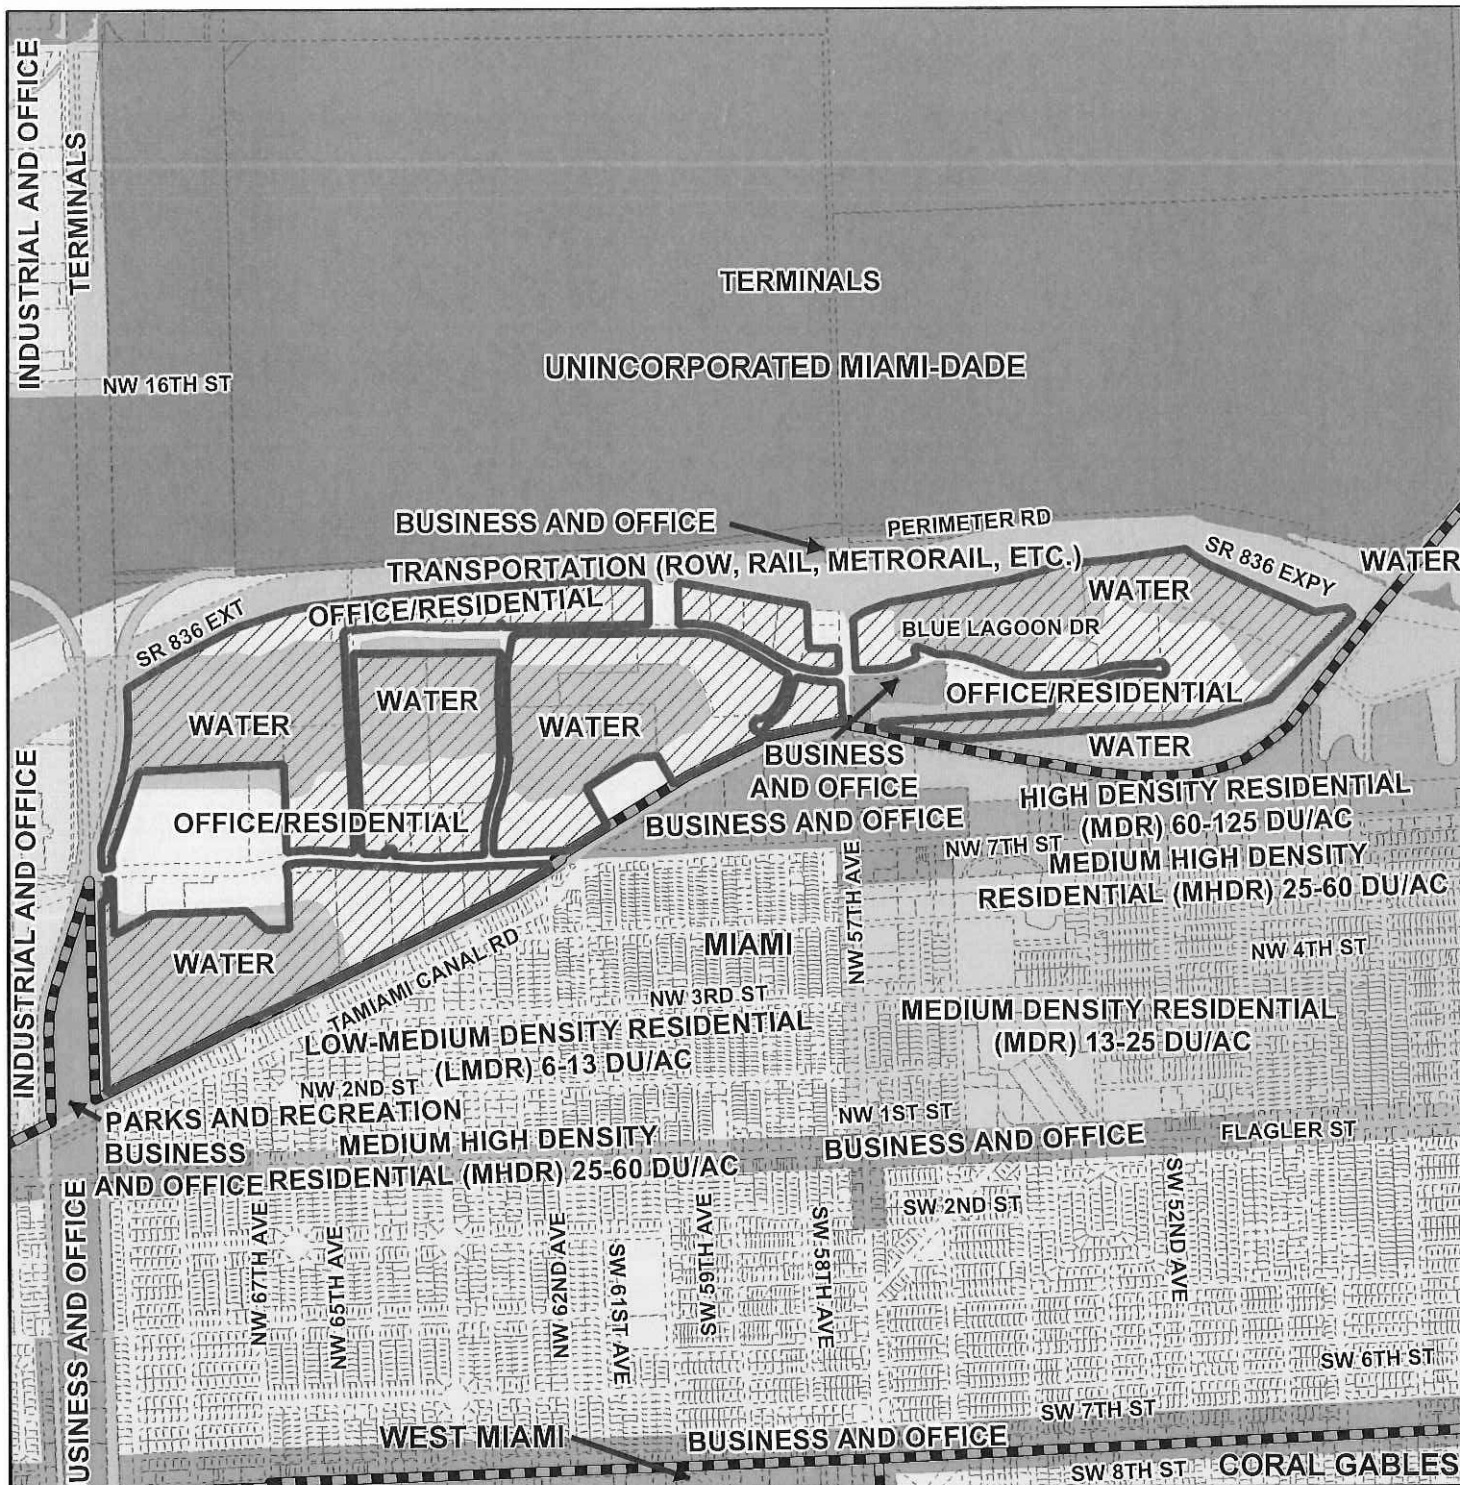 INDUSTRIAL AND OFFICE
TERMINALS
TERMINALS
UNINCORPORATED MIAMI-DADE
NW 16TH ST
BUSINESS AND OFFICE
PERIMETER RD
TRANSPORTATION (ROW, RAIL, METRORAIL, ETC.)
SR 836 EXPY
WATER
WATER
OFFICE/RESIDENTIAL
SR 836 EXT
BLUE LAGOON DR
WATER
WATER
WATER
OFFICE/RESIDENTIAL
WATER
BUSINESS
AND OFFICE
INDUSTRIAL AND OFFICE
OFFICE/RESIDENTIAL
BUSINESS AND OFFICE
HIGH DENSITY RESIDENTIAL
(MDR) 60-125 DU/AC
NW 7TH ST
MEDIUM HIGH DENSITY
RESIDENTIAL (MHDR) 25-60 DU/AC
NW 57TH AVE
WATER
TAMIAMI CANAL RD
MIAMI
NW 4TH ST
NW 3RD ST
LOW-MEDIUM DENSITY RESIDENTIAL
(LMDR) 6-13 DU/AC
MEDIUM DENSITY RESIDENTIAL
(MDR) 13-25 DU/AC
NW 2ND ST
PARKS AND RECREATION
NW 1ST ST
BUSINESS
AND OFFICE
MEDIUM HIGH DENSITY
RESIDENTIAL (MHDR) 25-60 DU/AC
BUSINESS AND OFFICE
FLAGLER ST
USINESS AND OFFICE
NW 67TH AVE
NW 65TH AVE
NW 62ND AVE
SW 61ST AVE
SW 59TH AVE
SW 58TH AVE
SW 2ND ST
SW 52ND AVE
SW 6TH ST
SW 7TH ST
WEST MIAMI
BUSINESS AND OFFICE
SW 8TH ST
CORAL GABLES